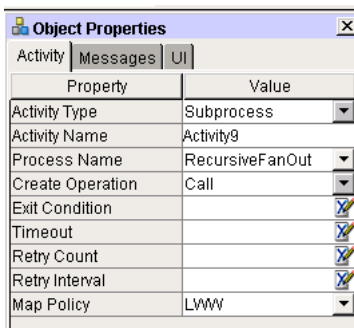 Object Properties
Activity Messages UI
Property Value
Activity Type Subprocess
Activity Name Activity9
Process Name RecursiveFanOut
Create Operation Call
Exit Condition
Timeout
Retry Count
Retry Interval
Map Policy LWW